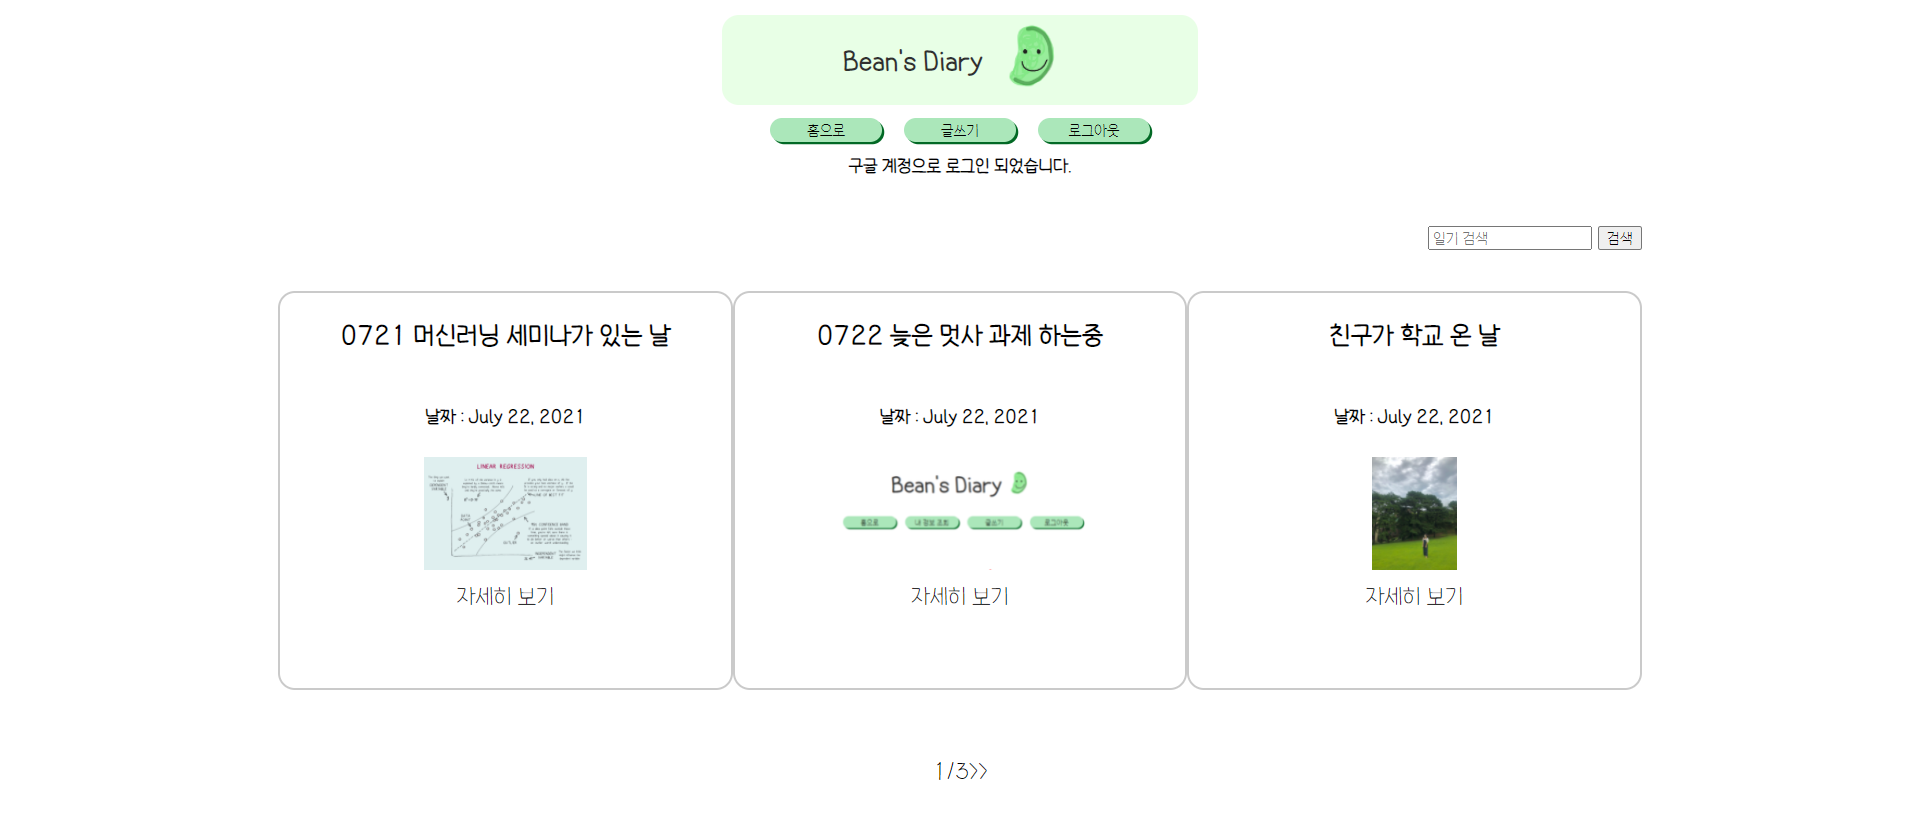 Bean's Diary
홈으로 글쓰기 로그아웃
구글 계정으로 로그인 되었습니다.
일기 검색 검색
0721 머신러닝 세미나가 있는 날
날짜 : July 22, 2021
LINEAR REGRESSION
자세히 보기
0722 늦은 멋사 과제 하는중
날짜 : July 22, 2021
Bean's Diary
홈으로 내 정보 조회 글쓰기 로그아웃
자세히 보기
친구가 학교 온 날
날짜 : July 22, 2021
자세히 보기
1/3>>